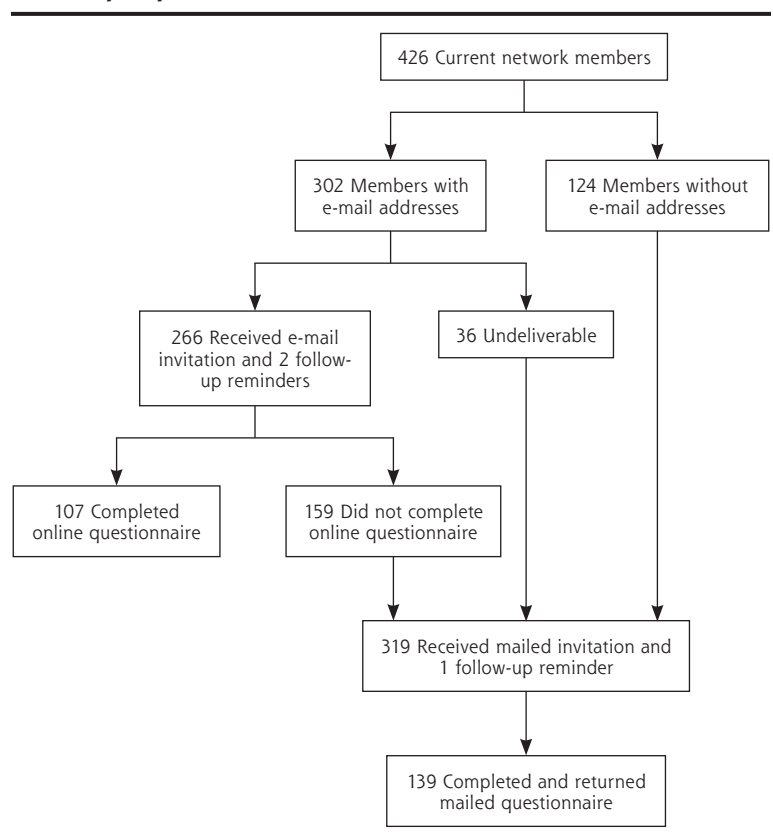 426 Current network members
302 Members with
e-mail addresses
124 Members without
e-mail addresses
266 Received e-mail
invitation and 2 follow-
up reminders
36 Undeliverable
107 Completed
online questionnaire
159 Did not complete
online questionnaire
319 Received mailed invitation and
1 follow-up reminder
139 Completed and returned
mailed questionnaire